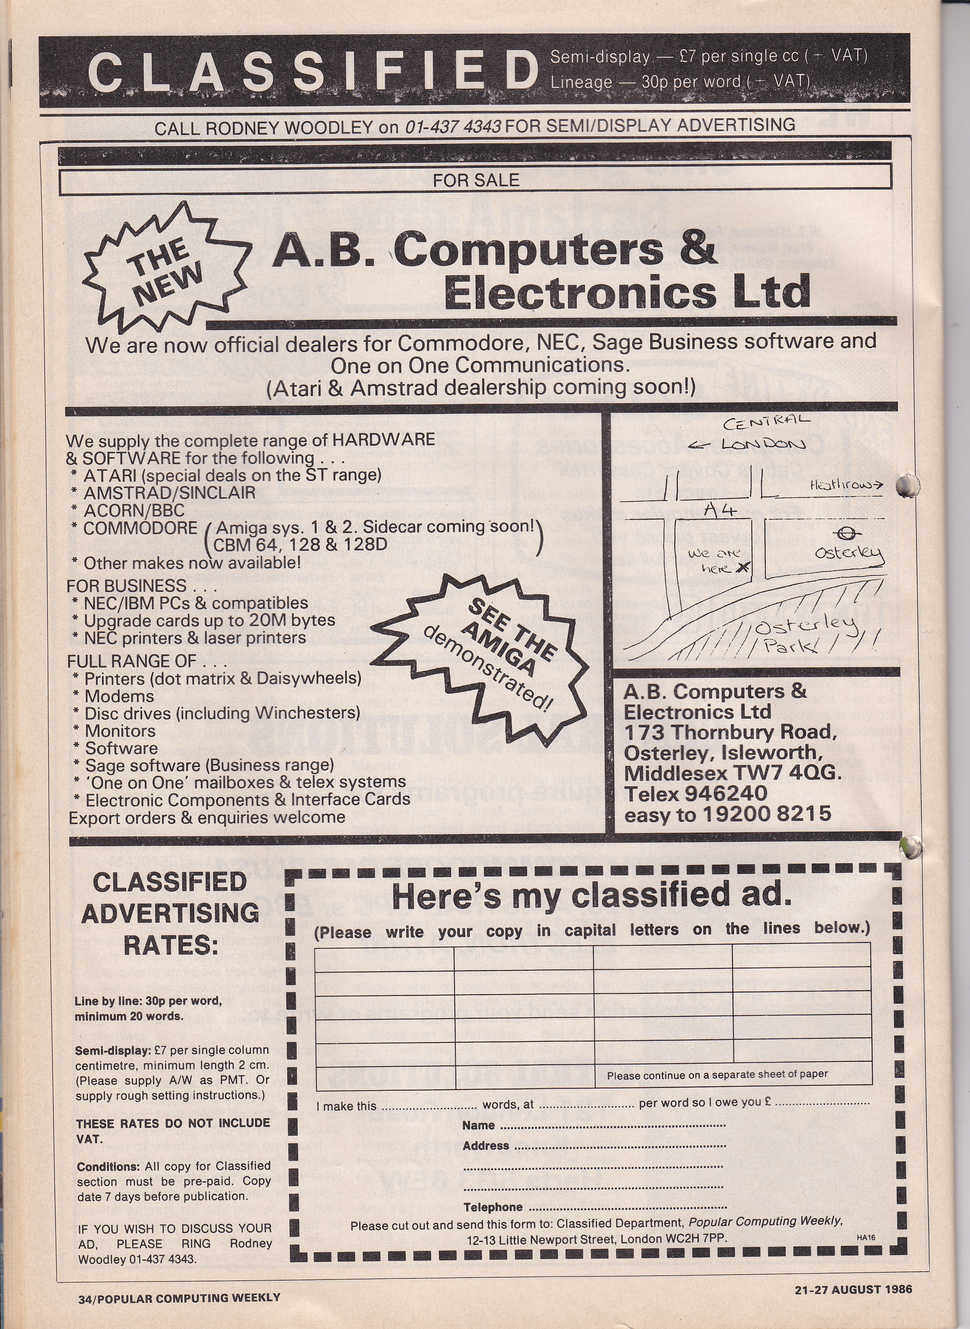 CLASSIFIED
Semi-display — £7 per single cc (+ VAT)
Lineage — 30p per word (+ VAT)
CALL RODNEY WOODLEY on 01-437 4343 FOR SEMI/DISPLAY ADVERTISING
FOR SALE
THE
NEW
A.B. Computers &
Electronics Ltd
We are now official dealers for Commodore, NEC, Sage Business software and
One on One Communications.
(Atari & Amstrad dealership coming soon!)
We supply the complete range of HARDWARE
& SOFTWARE for the following . . .
* ATARI (special deals on the ST range)
* AMSTRAD/SINCLAIR
* ACORN/BBC
* COMMODORE (Amiga sys. 1 & 2. Sidecar coming soon!)
CBM 64, 128 & 128D
* Other makes now available!
FOR BUSINESS . . .
* NEC/IBM PCs & compatibles
* Upgrade cards up to 20M bytes
* NEC printers & laser printers
FULL RANGE OF . . .
* Printers (dot matrix & Daisywheels)
* Modems
* Disc drives (including Winchesters)
* Monitors
* Software
* Sage software (Business range)
* 'One on One' mailboxes & telex systems
* Electronic Components & Interface Cards
Export orders & enquiries welcome
SEE THE
AMIGA
demonstrated!
CENTRAL
← LONDON
Heathrow→
A4
we are
here X
Osterley
Osterley
Park
A.B. Computers &
Electronics Ltd
173 Thornbury Road,
Osterley, Isleworth,
Middlesex TW7 4QG.
Telex 946240
easy to 19200 8215
CLASSIFIED
ADVERTISING
RATES:
Line by line: 30p per word,
minimum 20 words.
Semi-display: £7 per single column
centimetre, minimum length 2 cm.
(Please supply A/W as PMT. Or
supply rough setting instructions.)
THESE RATES DO NOT INCLUDE
VAT.
Conditions: All copy for Classified
section must be pre-paid. Copy
date 7 days before publication.
IF YOU WISH TO DISCUSS YOUR
AD, PLEASE RING Rodney
Woodley 01-437 4343.
Here's my classified ad.
(Please write your copy in capital letters on the lines below.)
Please continue on a separate sheet of paper
I make this .............................. words, at .............................. per word so I owe you £ ..............................
Name ............................................................
Address ............................................................
............................................................
............................................................
Telephone ............................................................
Please cut out and send this form to: Classified Department, Popular Computing Weekly,
12-13 Little Newport Street, London WC2H 7PP.
HA16
34/POPULAR COMPUTING WEEKLY
21-27 AUGUST 1986